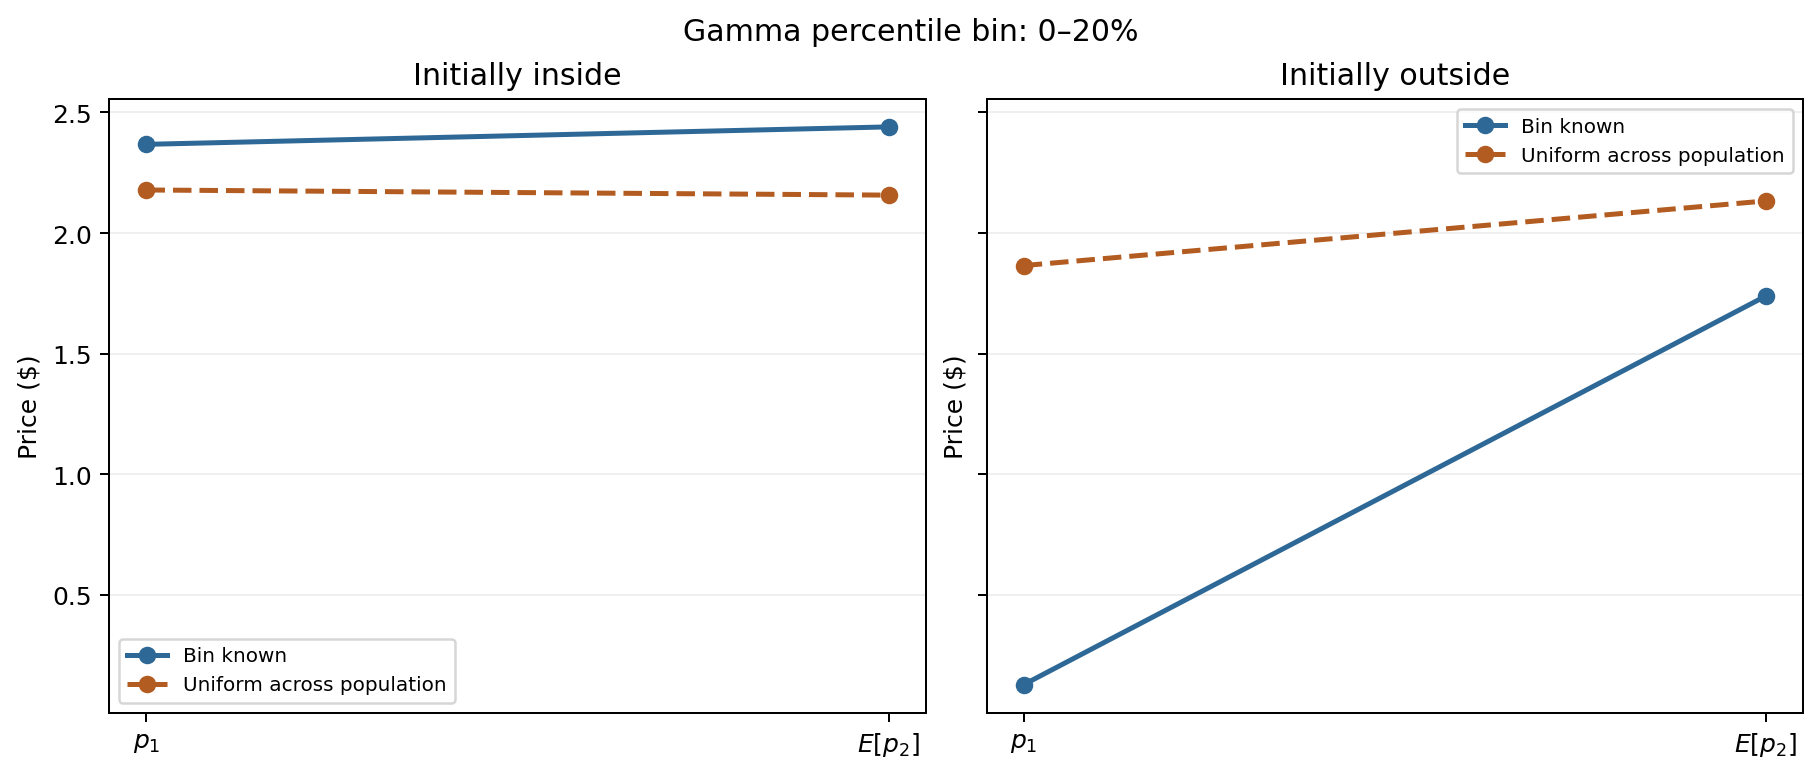 Gamma percentile bin: 0–20%
Initially inside
Price ($)
2.5
2.0
1.5
1.0
0.5
Bin known
Uniform across population
p1
E[p2]
Initially outside
Price ($)
Bin known
Uniform across population
p1
E[p2]